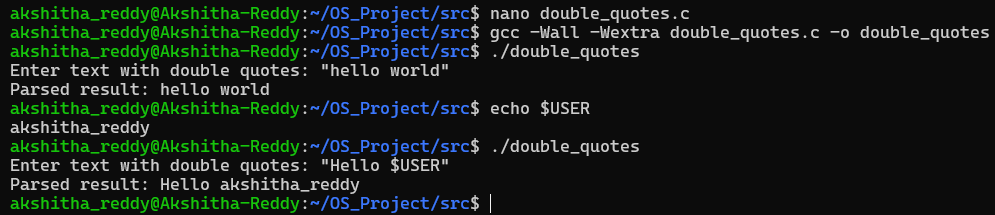 akshitha_reddy@Akshitha-Reddy:~/OS_Project/src$ nano double_quotes.c
akshitha_reddy@Akshitha-Reddy:~/OS_Project/src$ gcc -Wall -Wextra double_quotes.c -o double_quotes
akshitha_reddy@Akshitha-Reddy:~/OS_Project/src$ ./double_quotes
Enter text with double quotes: "hello world"
Parsed result: hello world
akshitha_reddy@Akshitha-Reddy:~/OS_Project/src$ echo $USER
akshitha_reddy
akshitha_reddy@Akshitha-Reddy:~/OS_Project/src$ ./double_quotes
Enter text with double quotes: "Hello $USER"
Parsed result: Hello akshitha_reddy
akshitha_reddy@Akshitha-Reddy:~/OS_Project/src$